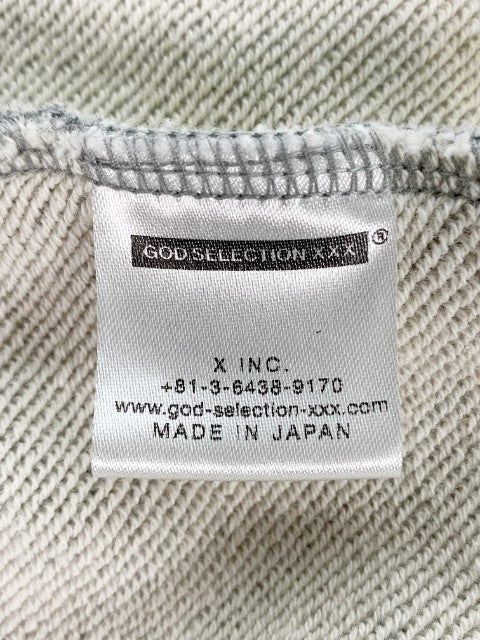 GOD SELECTION XXX ®
X INC.
+81-3-6438-9170
www.god-selection-xxx.com
MADE IN JAPAN